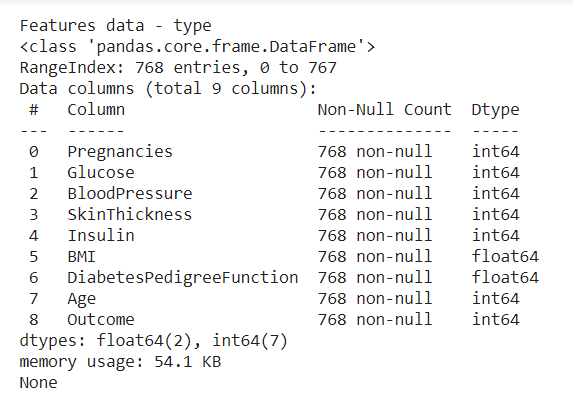 Features data - type
<class 'pandas.core.frame.DataFrame'>
RangeIndex: 768 entries, 0 to 767
Data columns (total 9 columns):
 #   Column                    Non-Null Count  Dtype
---  ------                    --------------  -----
 0   Pregnancies               768 non-null    int64
 1   Glucose                   768 non-null    int64
 2   BloodPressure             768 non-null    int64
 3   SkinThickness             768 non-null    int64
 4   Insulin                   768 non-null    int64
 5   BMI                       768 non-null    float64
 6   DiabetesPedigreeFunction  768 non-null    float64
 7   Age                       768 non-null    int64
 8   Outcome                   768 non-null    int64
dtypes: float64(2), int64(7)
memory usage: 54.1 KB
None